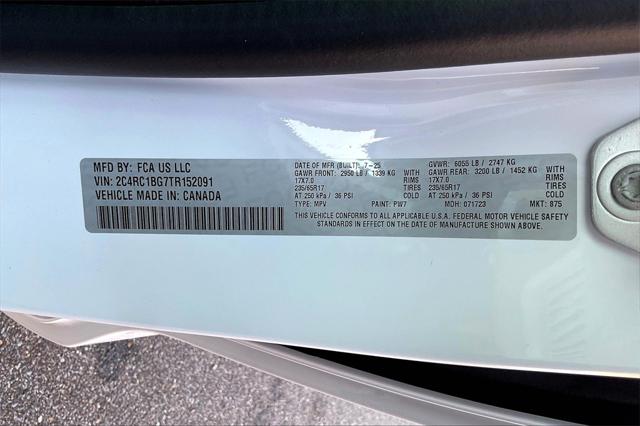 MFD BY: FCA US LLC
VIN: 2C4RC1BG7TR152091
VEHICLE MADE IN: CANADA
DATE OF MFR (BUILT): 7-25 GVWR: 6055 LB / 2747 KG
GAWR FRONT: 2950 LB / 1339 KG WITH GAWR REAR: 3200 LB / 1452 KG WITH
17X7.0 RIMS 17X7.0 RIMS
235/65R17 TIRES 235/65R17 TIRES
AT 250 kPa / 36 PSI COLD AT 250 kPa / 36 PSI COLD
TYPE: MPV PAINT: PW7 MDH: 071723 MKT: 875
THIS VEHICLE CONFORMS TO ALL APPLICABLE U.S.A. FEDERAL MOTOR VEHICLE SAFETY
STANDARDS IN EFFECT ON THE DATE OF MANUFACTURE SHOWN ABOVE.